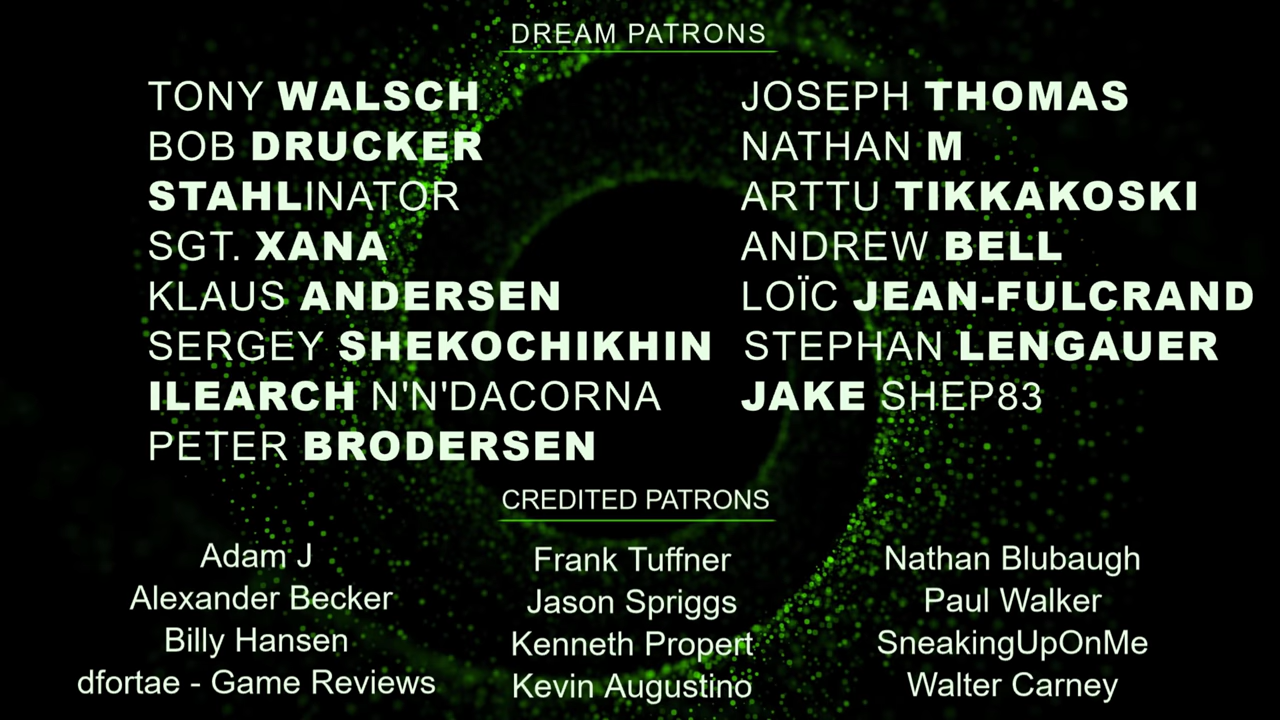 DREAM PATRONS
TONY WALSCH
BOB DRUCKER
STAHLINATOR
SGT. XANA
KLAUS ANDERSEN
SERGEY SHEKOCHIKHIN
ILEARCH N'N'DACORNA
PETER BRODERSEN
JOSEPH THOMAS
NATHAN M
ARTTU TIKKAKOSKI
ANDREW BELL
LOÏC JEAN-FULCRAND
STEPHAN LENGAUER
JAKE SHEP83
CREDITED PATRONS
Adam J
Alexander Becker
Billy Hansen
dfortae - Game Reviews
Frank Tuffner
Jason Spriggs
Kenneth Propert
Kevin Augustino
Nathan Blubaugh
Paul Walker
SneakingUpOnMe
Walter Carney